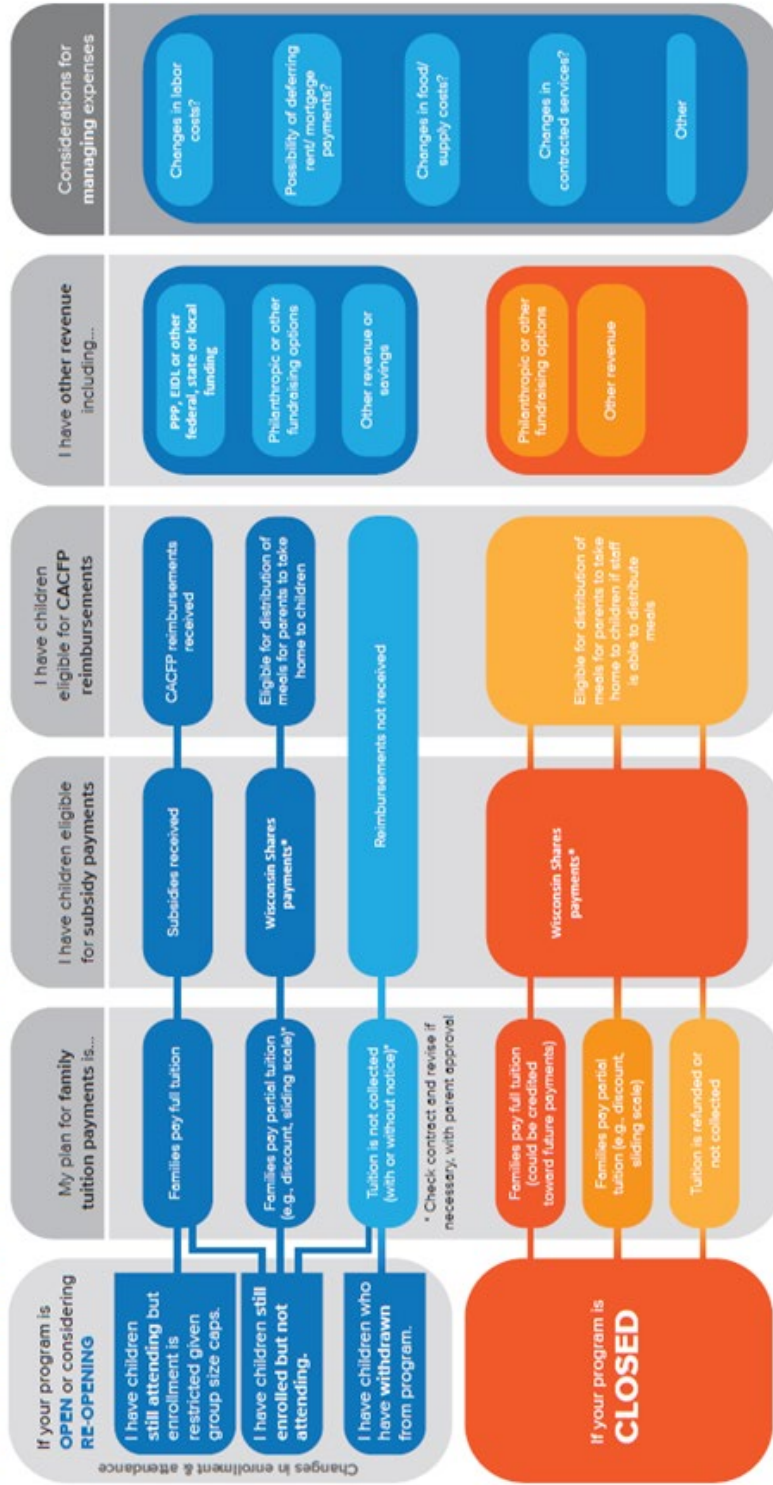 If your program is
OPEN or considering
RE-OPENING
Changes in enrollment & attendance
I have children
still attending but
enrollment is
restricted given
group size caps.
I have children still
enrolled but not
attending.
I have children who
have withdrawn
from program.
If your program is
CLOSED
My plan for family
tuition payments is...
Families pay full tuition
Families pay partial tuition
(e.g., discount, sliding scale)*
Tuition is not collected
(with or without notice)*
* Check contract and revise if
necessary, with parent approval
Families pay full tuition
(could be credited
toward future payments)
Families pay partial
tuition (e.g., discount,
sliding scale)
Tuition is refunded or
not collected
I have children eligible
for subsidy payments
Subsidies received
Wisconsin Shares
payments*
Wisconsin Shares
payments*
I have children
eligible for CACFP
reimbursements
CACFP reimbursements
received
Eligible for distribution of
meals for parents to take
home to children
Reimbursements not received
Eligible for distribution of
meals for parents to take
home to children if staff
is able to distribute
meals
I have other revenue
including...
PPP, EIDL or other
federal, state or local
funding
Philanthropic or other
fundraising options
Other revenue or
savings
Philanthropic or other
fundraising options
Other revenue
Considerations for
managing expenses
Changes in labor
costs?
Possibility of deferring
rent/ mortgage
payments?
Changes in food/
supply costs?
Changes in
contracted services?
Other